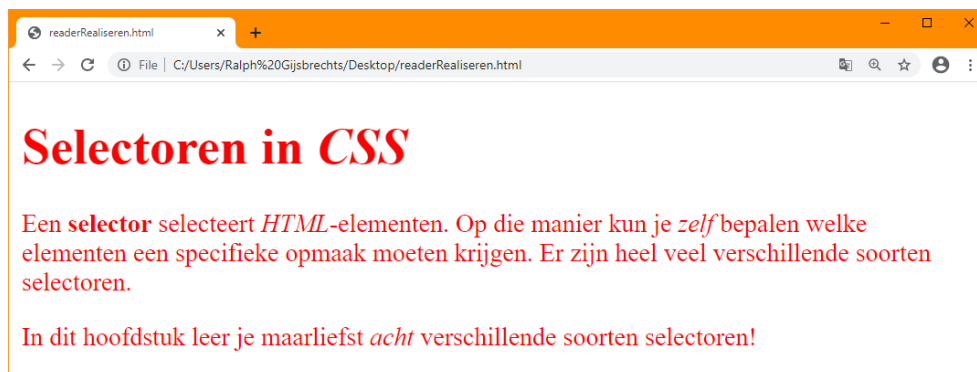 readerRealiseren.html
File | C:/Users/Ralph%20Gijsbrechts/Desktop/readerRealiseren.html
Selectoren in CSS
Een selector selecteert HTML-elementen. Op die manier kun je zelf bepalen welke
elementen een specifieke opmaak moeten krijgen. Er zijn heel veel verschillende soorten
selectoren.
In dit hoofdstuk leer je maarliefst acht verschillende soorten selectoren!